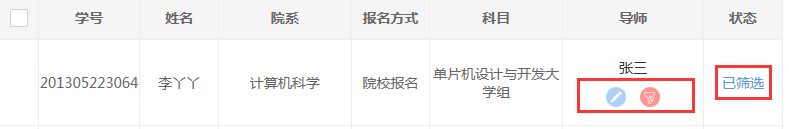 学号 姓名 院系 报名方式 科目 导师 状态
201305223064 李丫丫 计算机科学 院校报名 单片机设计与开发大
学组 张三 已筛选